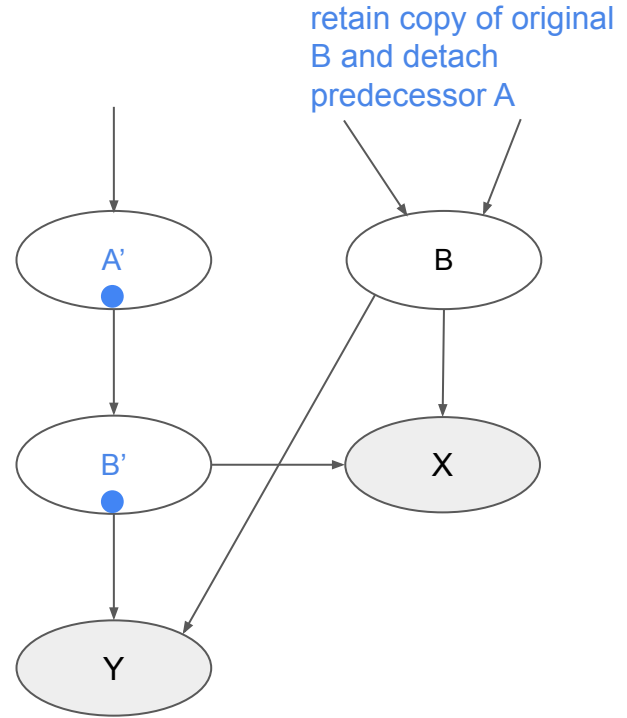 retain copy of original
B and detach
predecessor A
A’
B
B’
X
Y